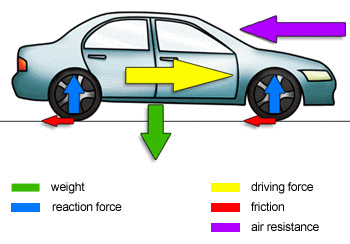 weight
driving force
reaction force
friction
air resistance